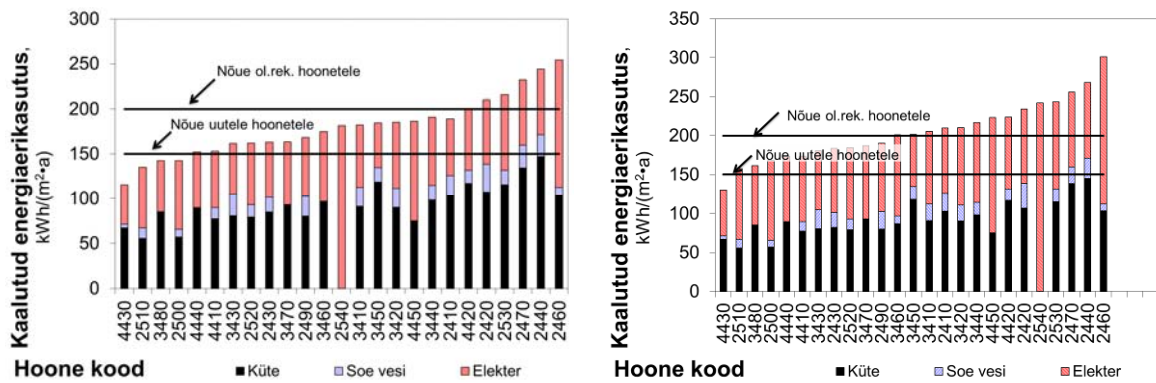 Kaalutud energiaerikasutus,
kWh/(m²•a)
300
250
200
150
100
50
0
Nõue ol.rek. hoonetele
Nõue uutele hoonetele
4430 2510 3480 2500 4440 4410 3430 2520 2430 3470 2490 3460 2540 3410 3450 3420 4450 3440 2410 4420 2420 2530 2470 2440 2460
Hoone kood
Küte Soe vesi Elekter
Kaalutud energiaerikasutus,
kWh/(m²•a)
350
300
250
200
150
100
50
0
Nõue ol.rek. hoonetele
Nõue uutele hoonetele
4430 2510 3480 2500 4440 4410 3430 2430 2520 3470 2490 3460 3450 3410 2410 3420 3440 4450 4420 2420 2540 2530 2470 2440 2460
Hoone kood
Küte Soe vesi Elekter